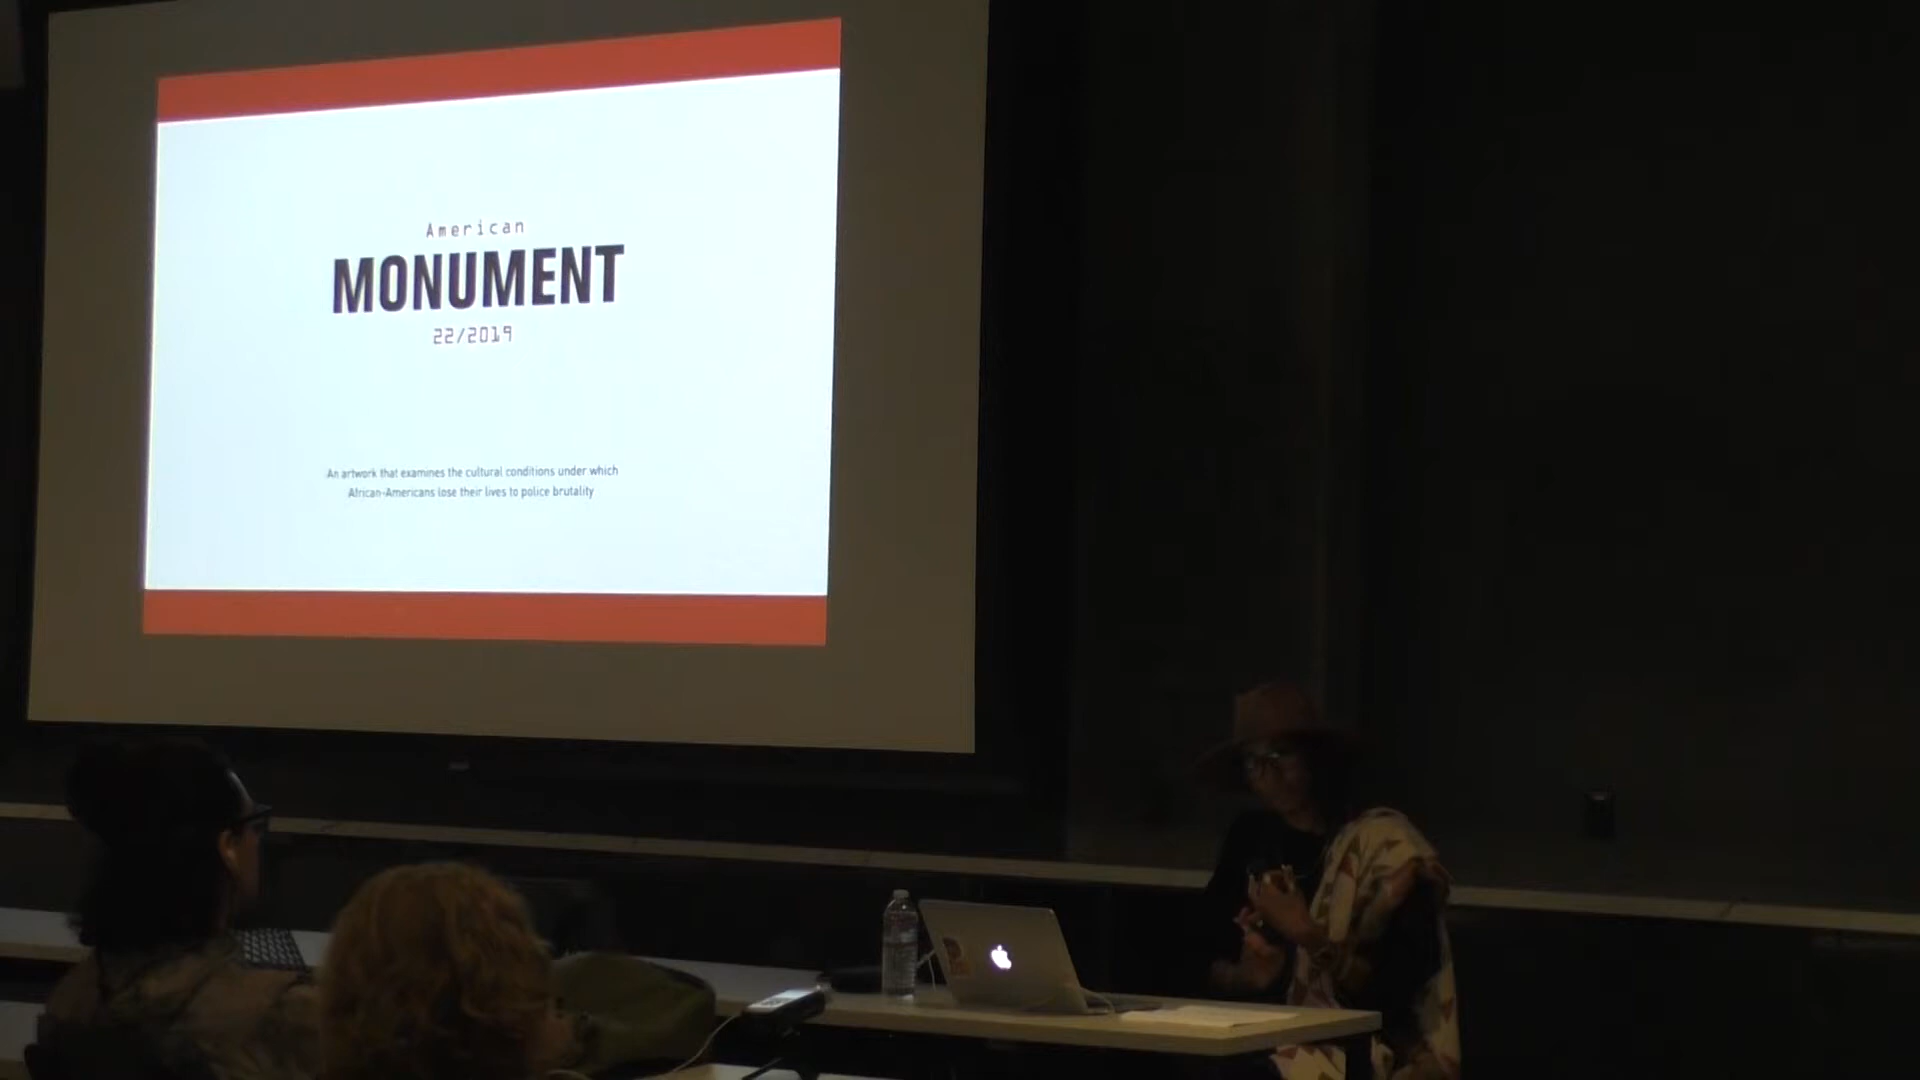 American
MONUMENT
22/2019
An artwork that examines the cultural conditions under which
African-Americans lose their lives to police brutality